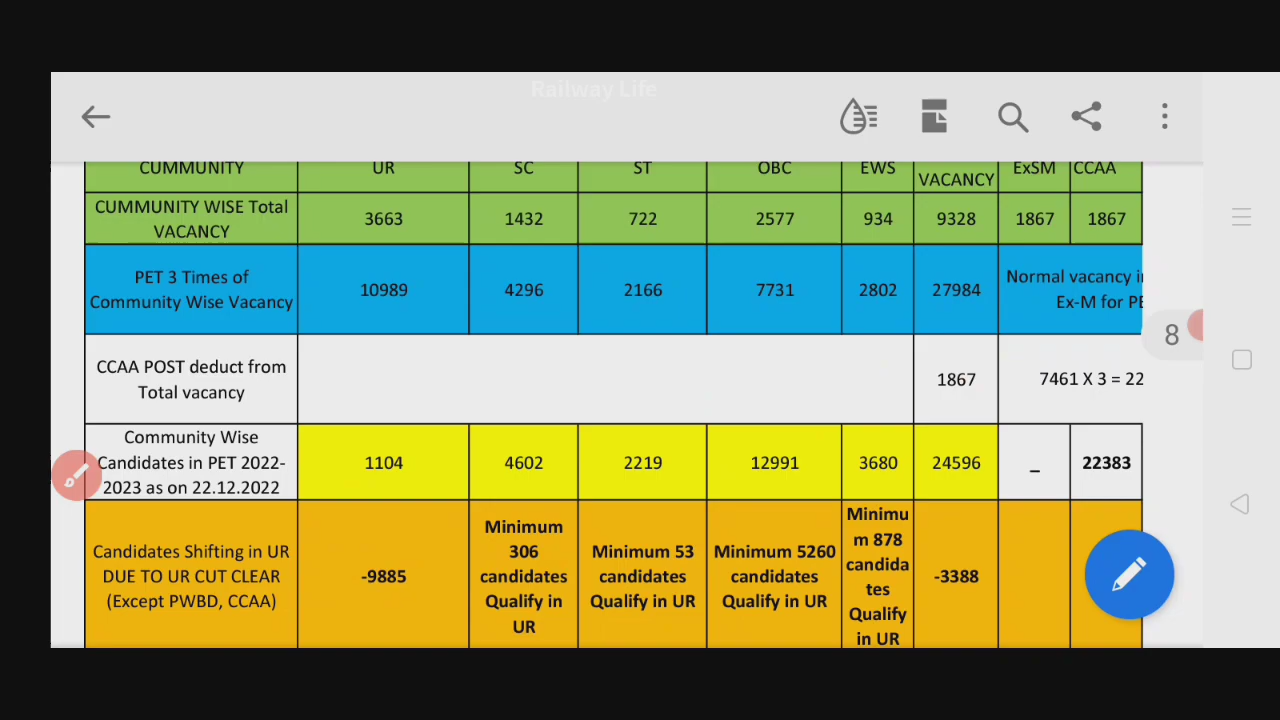 Railway Life
CUMMUNITY UR SC ST OBC EWS VACANCY ExSM CCAA
CUMMUNITY WISE Total
VACANCY
3663 1432 722 2577 934 9328 1867 1867
PET 3 Times of
Community Wise Vacancy
10989 4296 2166 7731 2802 27984
Normal vacancy
Ex-M for
8
CCAA POST deduct from
Total vacancy
1867
7461 X 3 = 22
Community Wise
Candidates in PET 2022-
2023 as on 22.12.2022
1104 4602 2219 12991 3680 24596 _ 22383
Candidates Shifting in UR
DUE TO UR CUT CLEAR
(Except PWBD, CCAA)
-9885
Minimum
306
candidates
Qualify in
UR
Minimum 53
candidates
Qualify in UR
Minimum 5260
candidates
Qualify in UR
Minimu
m 878
candida
tes
Qualify
in UR
-3388